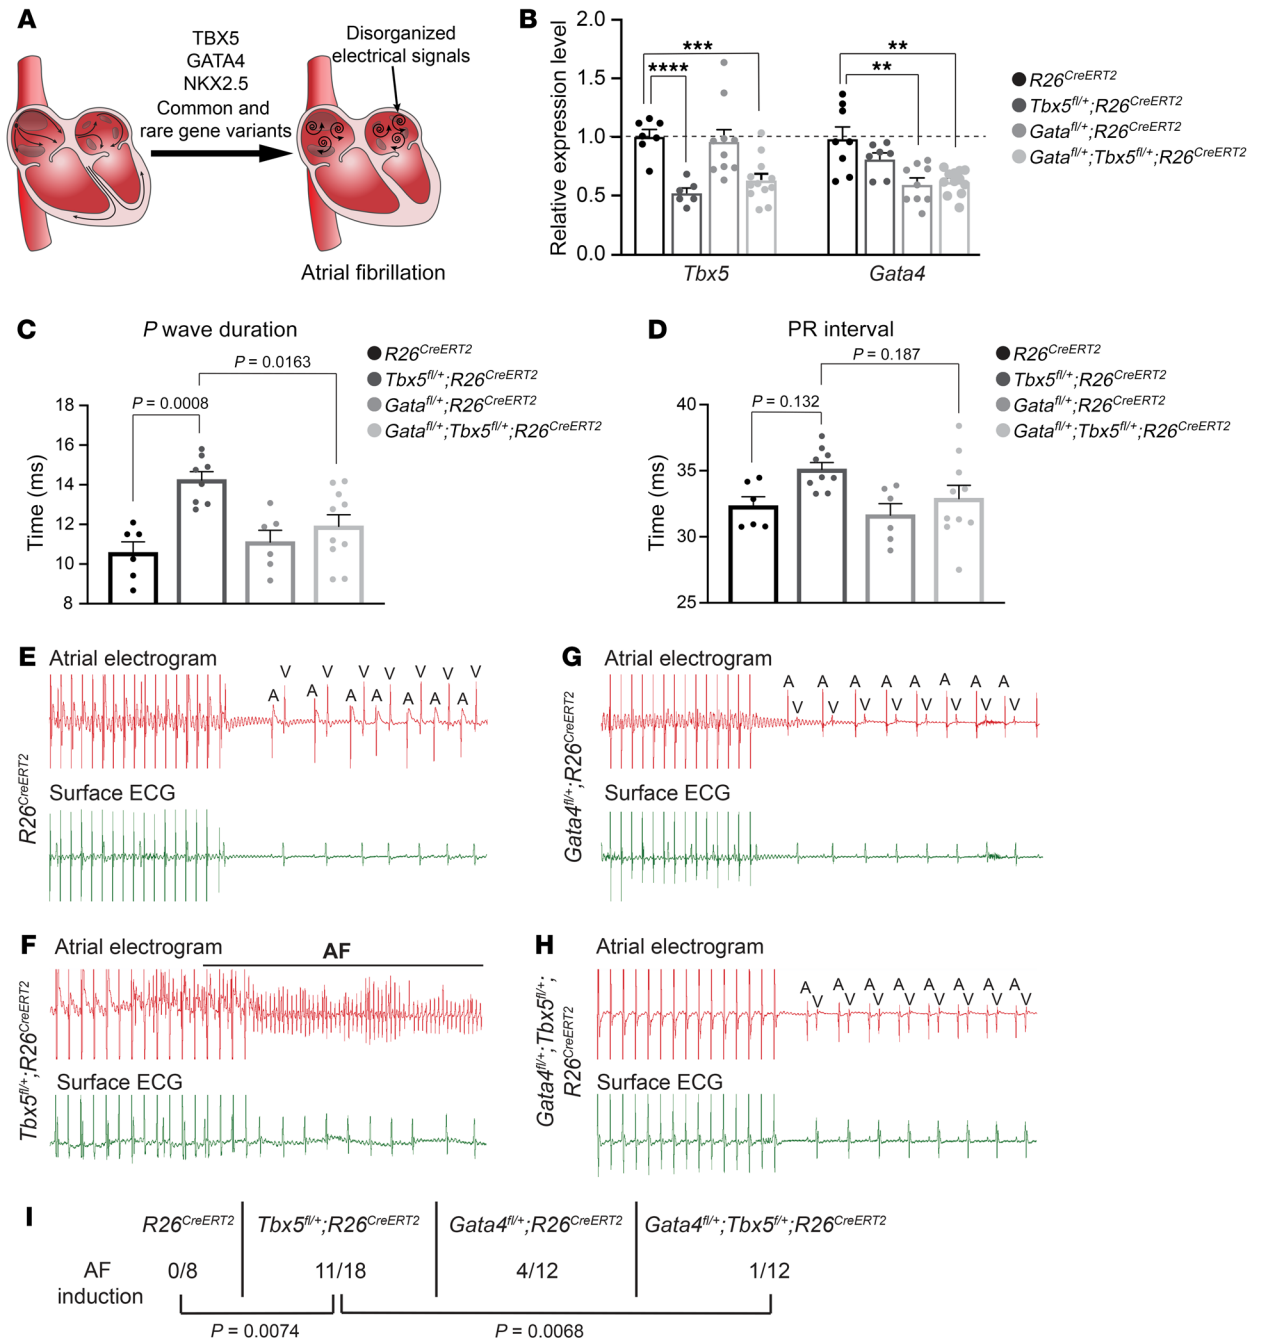 A
TBX5
GATA4
NKX2.5
Common and
rare gene variants
Disorganized
electrical signals
Atrial fibrillation
B
Relative expression level
2.0
1.5
1.0
0.5
0.0
***
****
**
**
Tbx5
Gata4
R26CreERT2
Tbx5fl/+;R26CreERT2
Gatafl/+;R26CreERT2
Gatafl/+;Tbx5fl/+;R26CreERT2
C
P wave duration
P = 0.0163
P = 0.0008
Time (ms)
18
16
14
12
10
8
R26CreERT2
Tbx5fl/+;R26CreERT2
Gatafl/+;R26CreERT2
Gatafl/+;Tbx5fl/+;R26CreERT2
D
PR interval
P = 0.187
P = 0.132
Time (ms)
40
35
30
25
R26CreERT2
Tbx5fl/+;R26CreERT2
Gatafl/+;R26CreERT2
Gatafl/+;Tbx5fl/+;R26CreERT2
E
Atrial electrogram
V V V V V V V
A A A A A A A
R26CreERT2
Surface ECG
G
Atrial electrogram
A A A A A A A A
V V V V V V V V
Gata4fl/+;R26CreERT2
Surface ECG
F
Atrial electrogram
AF
Tbx5fl/+;R26CreERT2
Surface ECG
H
Atrial electrogram
A A A A A A A A
V V V V V V V V
Gata4fl/+;Tbx5fl/+;
R26CreERT2
Surface ECG
I
R26CreERT2 Tbx5fl/+;R26CreERT2 Gata4fl/+;R26CreERT2 Gata4fl/+;Tbx5f/+;R26CreERT2
AF
induction
0/8 11/18 4/12 1/12
P = 0.0074 P = 0.0068